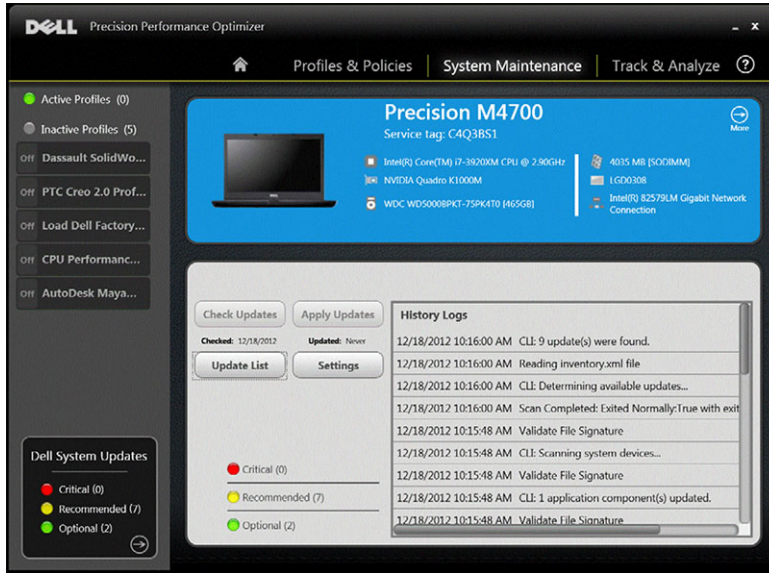 DELL Precision Performance Optimizer
Profiles & Policies
System Maintenance
Track & Analyze
?
Active Profiles (0)
Inactive Profiles (5)
Off Dassault SolidWo...
Off PTC Creo 2.0 Prof...
Off Load Dell Factory...
Off CPU Performanc...
Off AutoDesk Maya...
Dell System Updates
Critical (0)
Recommended (7)
Optional (2)
Precision M4700
Service tag: C4Q3BS1
More
Intel(R) Core(TM) i7-3920XM CPU @ 2.90GHz
NVIDIA Quadro K1000M
WDC WD5000BPKT-75PK4T0 [465GB]
4035 MB [SODIMM]
LGD0308
Intel(R) 82579LM Gigabit Network
Connection
Check Updates
Apply Updates
Checked: 12/18/2012
Updated: Never
Update List
Settings
Critical (0)
Recommended (7)
Optional (2)
History Logs
12/18/2012 10:16:00 AM CLI: 9 update(s) were found.
12/18/2012 10:16:00 AM Reading inventory.xml file
12/18/2012 10:16:00 AM CLI: Determining available updates...
12/18/2012 10:16:00 AM Scan Completed: Exited Normally:True with exit
12/18/2012 10:15:48 AM Validate File Signature
12/18/2012 10:15:48 AM CLI: Scanning system devices...
12/18/2012 10:15:48 AM Validate File Signature
12/18/2012 10:15:48 AM CLI: 1 application component(s) updated.
12/18/2012 10:15:48 AM Validate File Signature